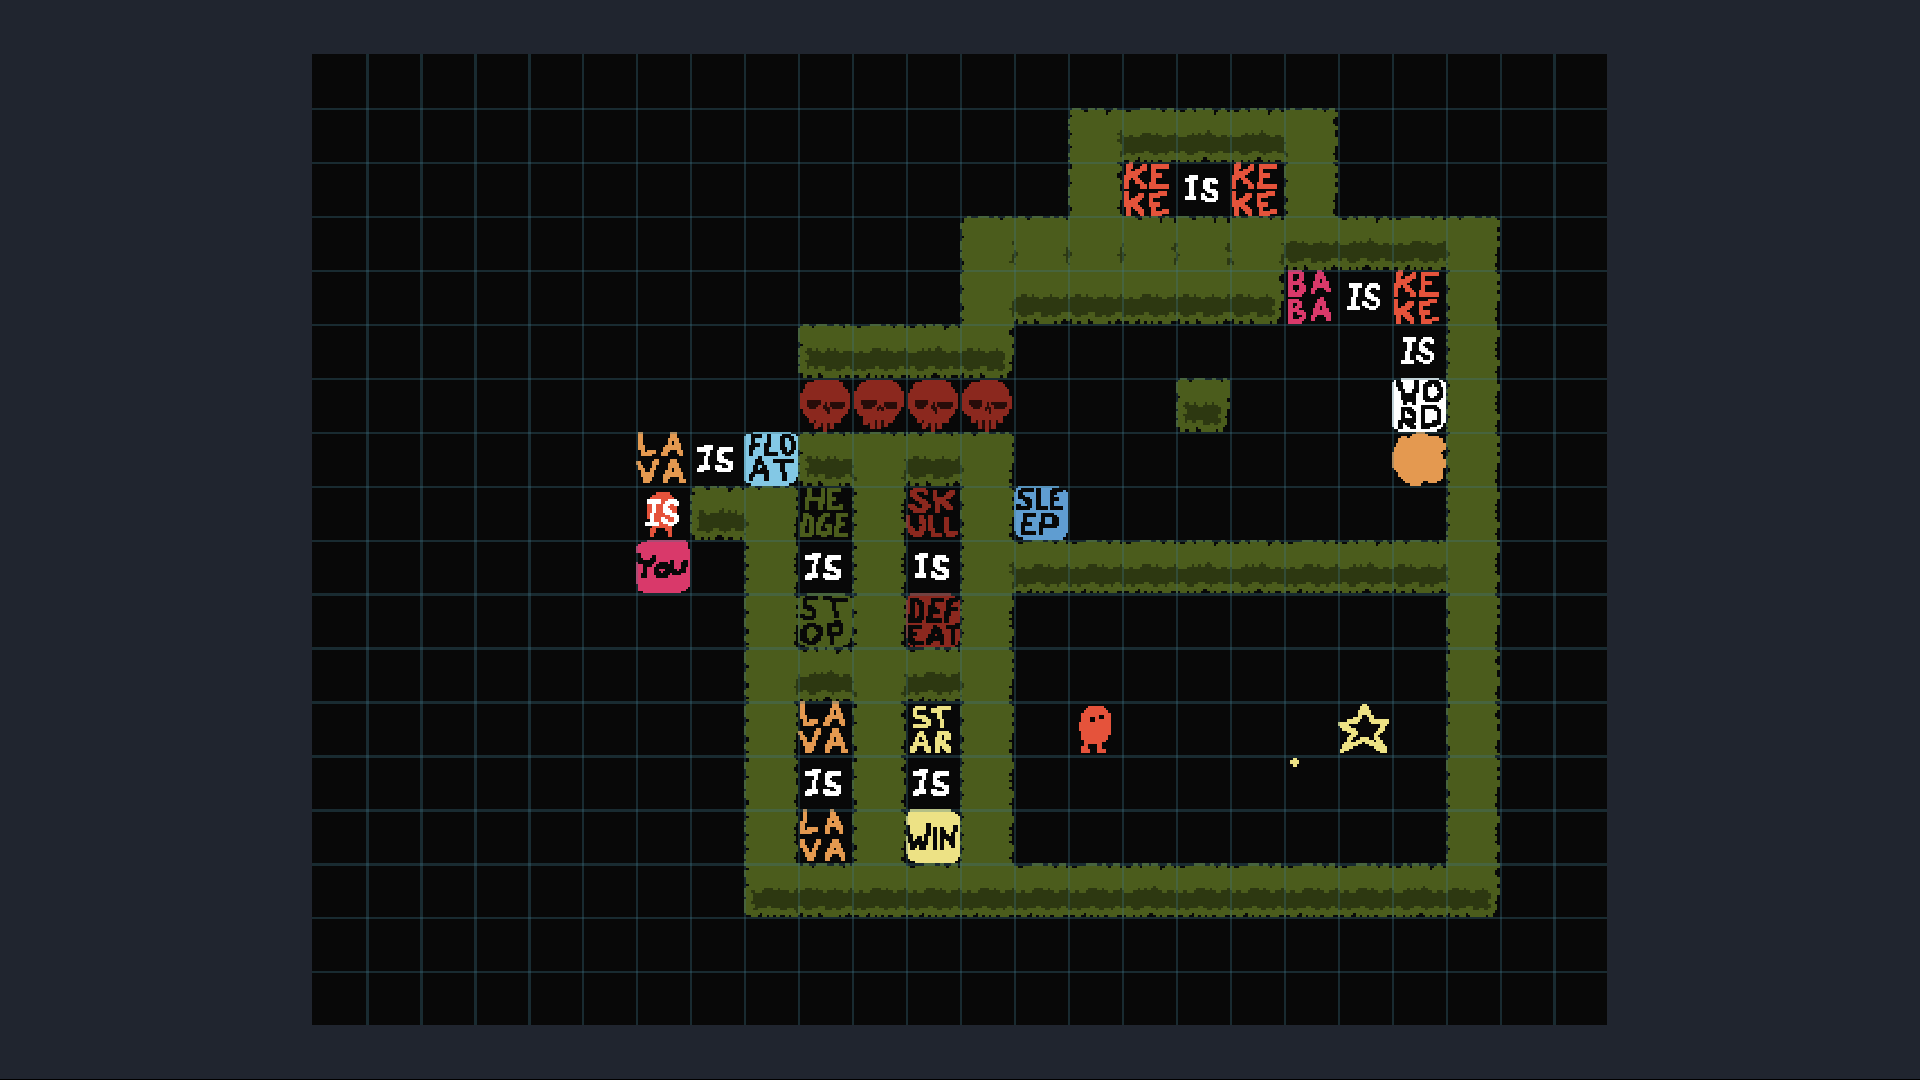 KEKE IS KEKE
BABA IS KEKE
IS
WORD
LAVA IS FLOAT
IS HEDGE SKULL SLEEP
YOU IS IS
STOP DEFEAT
LAVA STAR
IS IS
LAVA WIN